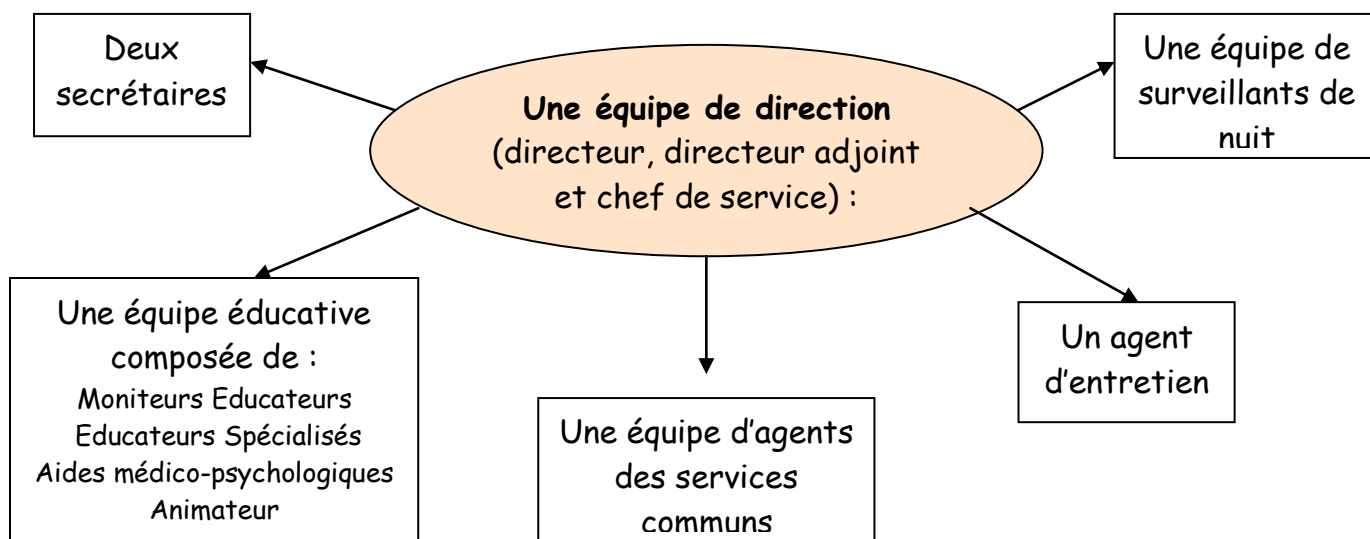 Deux
secrétaires
Une équipe de direction
(directeur, directeur adjoint
et chef de service) :
Une équipe de
surveillants de
nuit
Une équipe éducative
composée de :
Moniteurs Educateurs
Educateurs Spécialisés
Aides médico-psychologiques
Animateur
Une équipe d’agents
des services
communs
Un agent
d’entretien